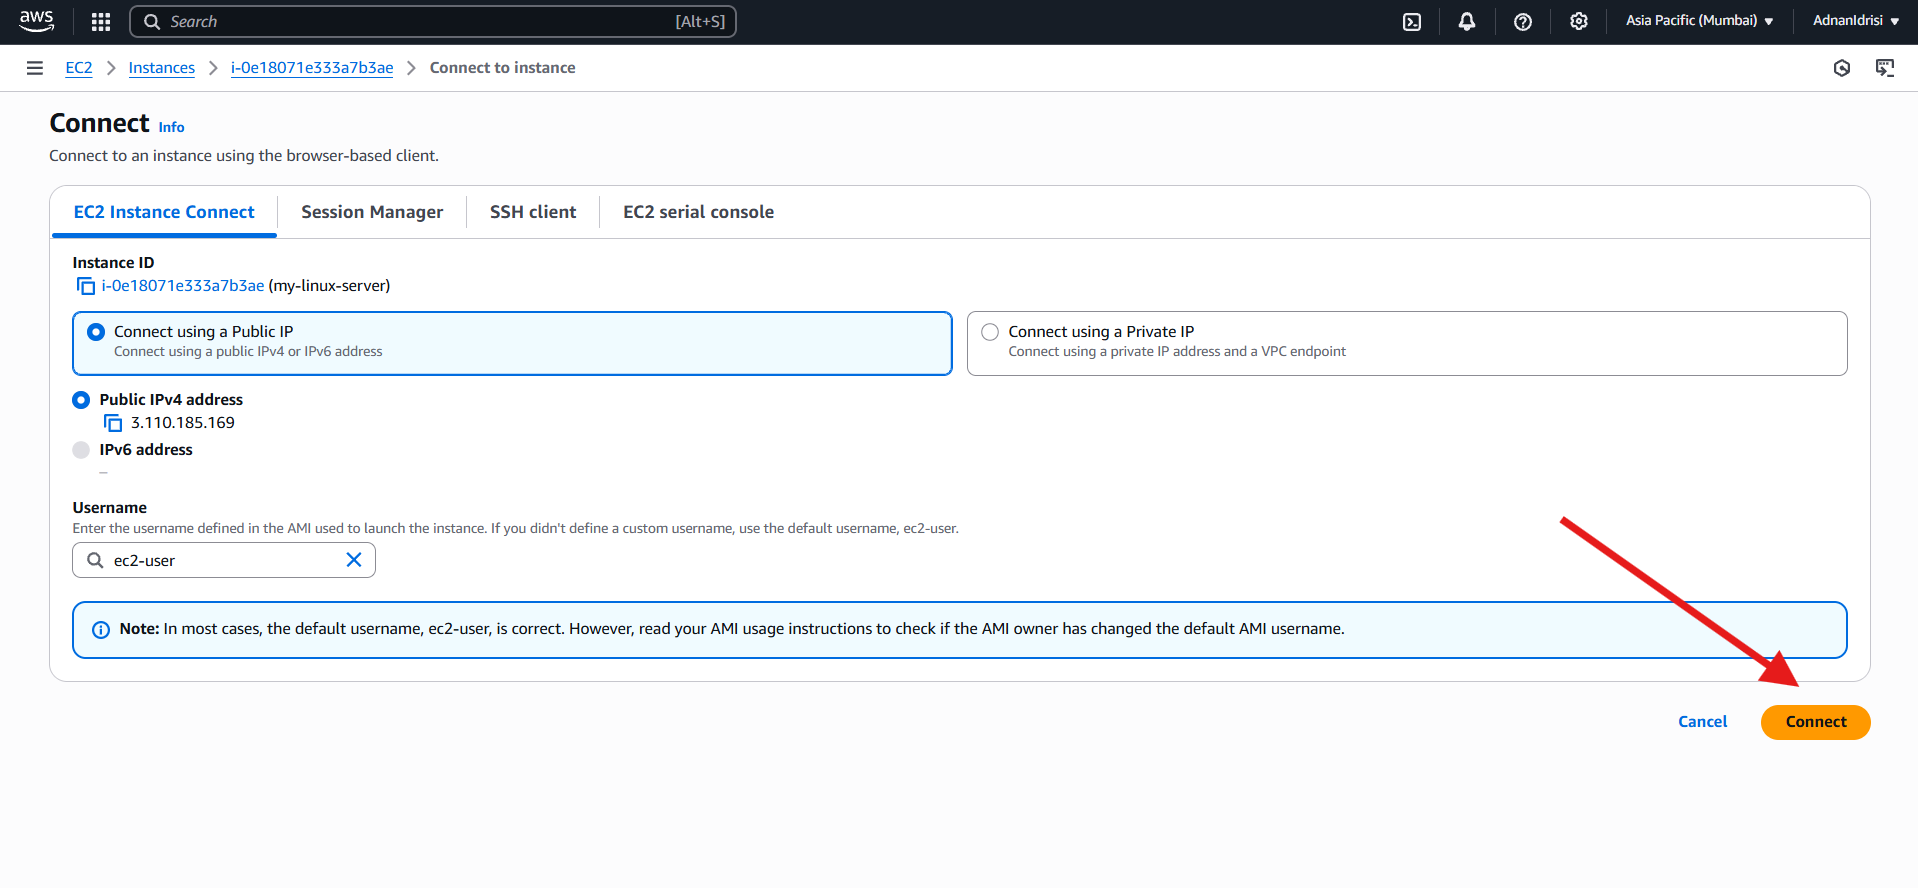 aws
Search [Alt+S]
Asia Pacific (Mumbai) AdnanIdrisi
EC2 Instances i-0e18071e333a7b3ae Connect to instance
Connect Info
Connect to an instance using the browser-based client.
EC2 Instance Connect Session Manager SSH client EC2 serial console
Instance ID
i-0e18071e333a7b3ae (my-linux-server)
Connect using a Public IP
Connect using a public IPv4 or IPv6 address
Connect using a Private IP
Connect using a private IP address and a VPC endpoint
Public IPv4 address
3.110.185.169
IPv6 address
–
Username
Enter the username defined in the AMI used to launch the instance. If you didn't define a custom username, use the default username, ec2-user.
ec2-user
Note: In most cases, the default username, ec2-user, is correct. However, read your AMI usage instructions to check if the AMI owner has changed the default AMI username.
Cancel Connect